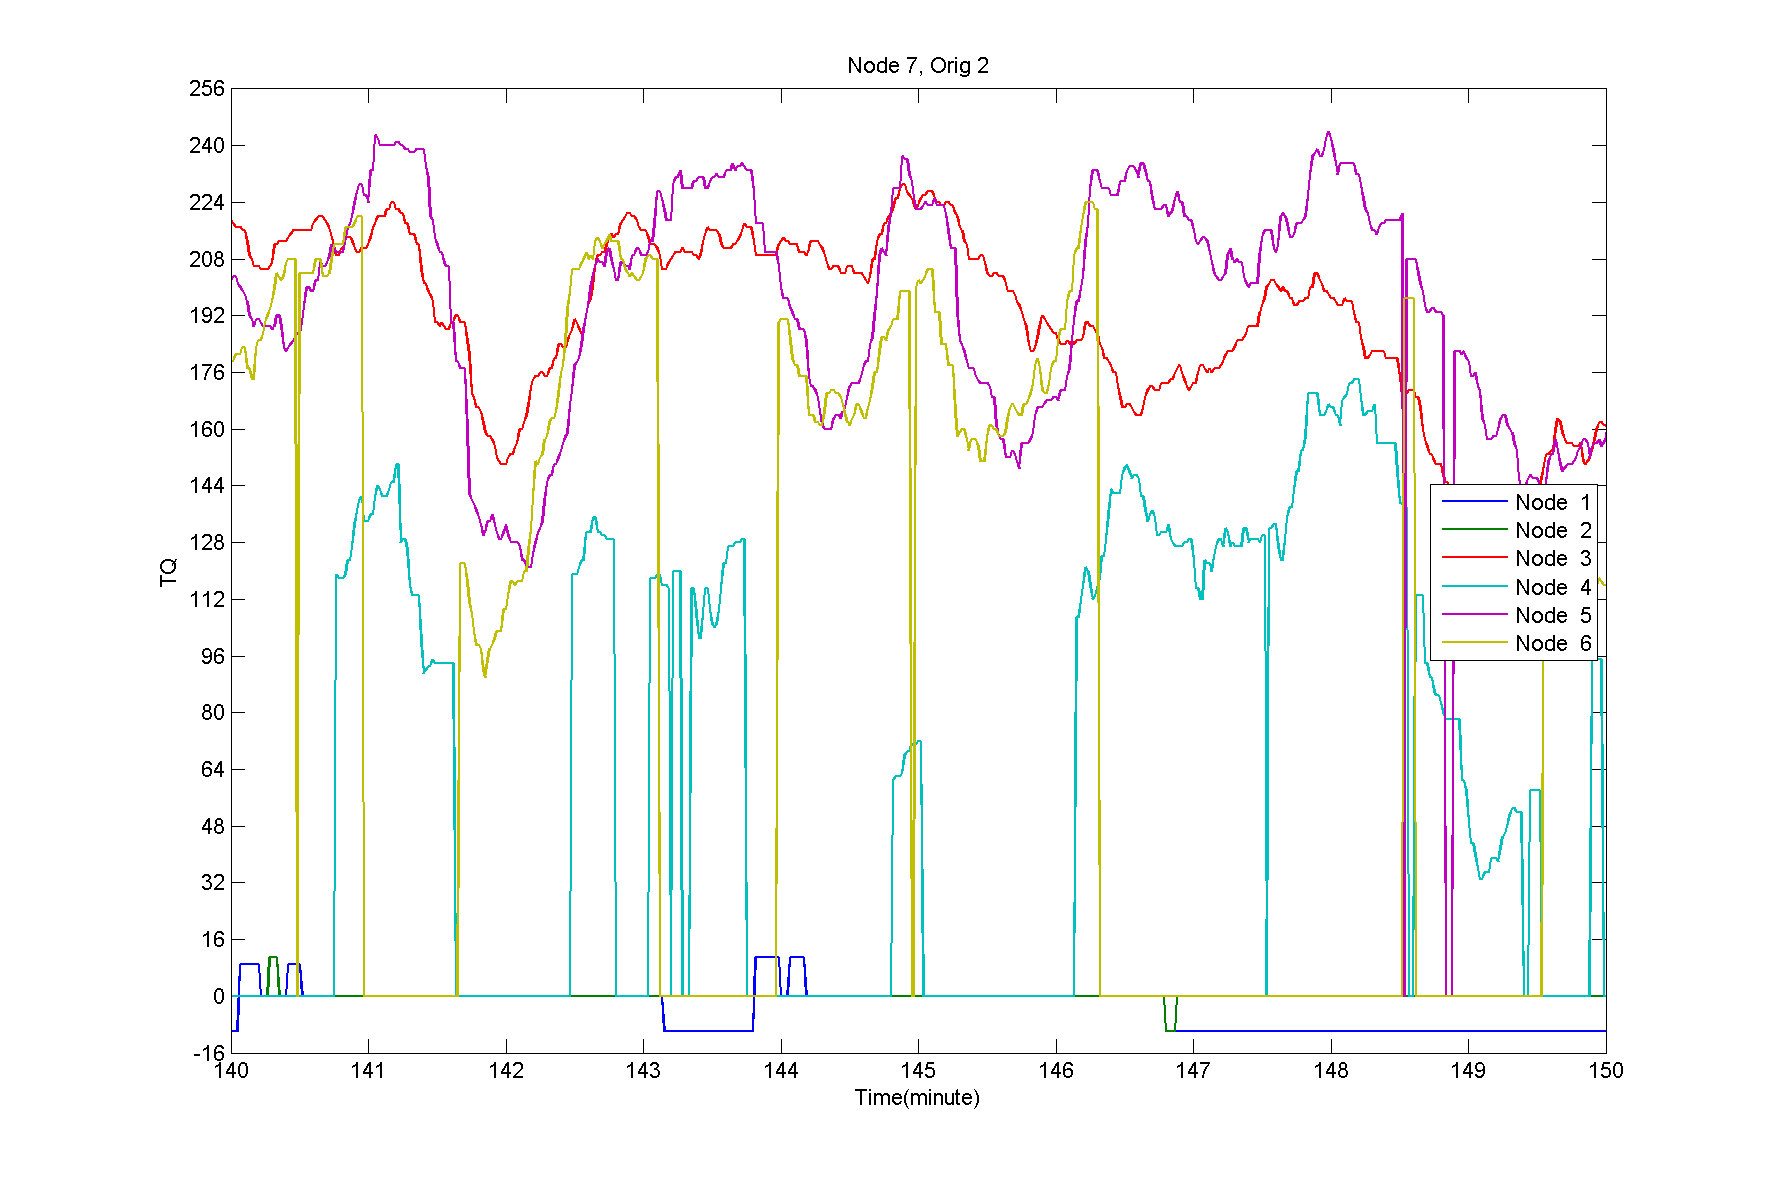 Node 7, Orig 2
256
240
224
208
192
176
160
144
128
112
96
80
64
48
32
16
0
-16
TQ
Node 1
Node 2
Node 3
Node 4
Node 5
Node 6
140 141 142 143 144 145 146 147 148 149 150
Time(minute)